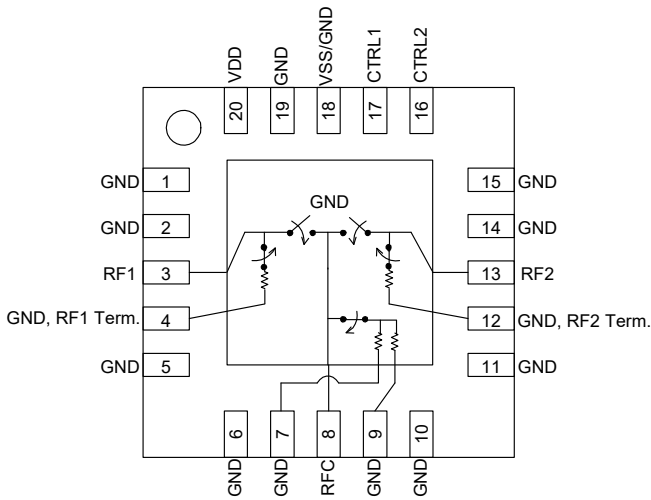 VDD
GND
VSS/GND
CTRL1
CTRL2
20
19
18
17
16
GND 1
GND 2
RF1 3
GND, RF1 Term. 4
GND 5
15 GND
14 GND
13 RF2
12 GND, RF2 Term.
11 GND
GND
6
7
8
9
10
GND
GND
RFC
GND
GND